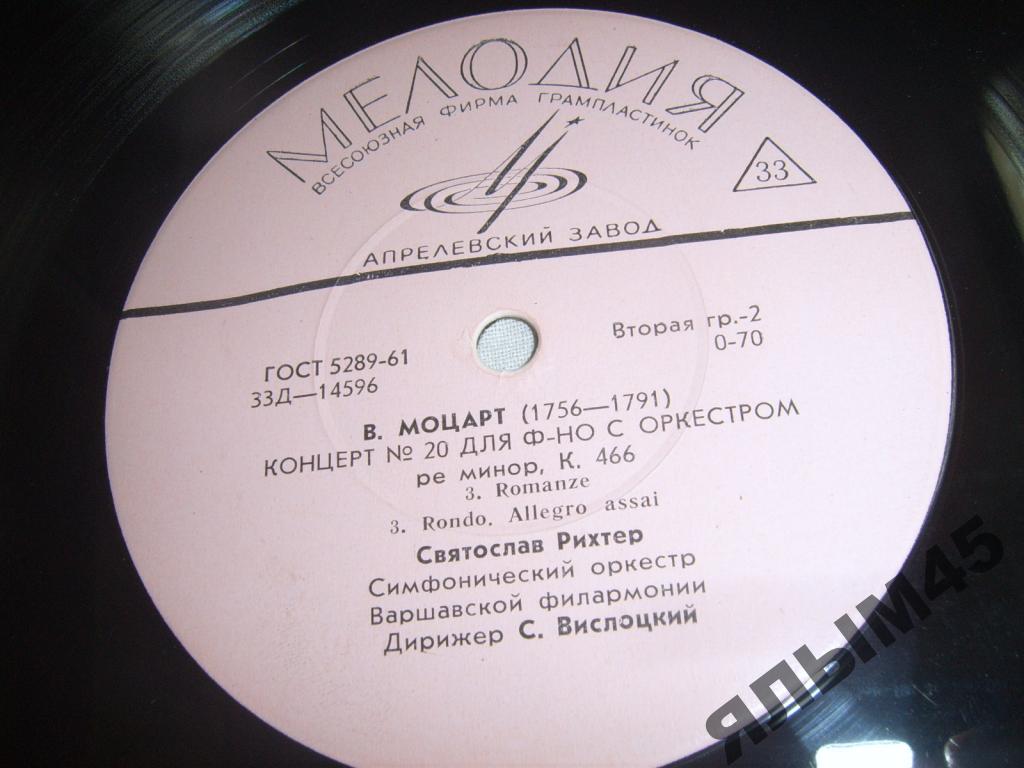 МЕЛОДИЯ
ВСЕСОЮЗНАЯ ФИРМА ГРАМПЛАСТИНОК
33
АПРЕЛЕВСКИЙ ЗАВОД
ГОСТ 5289-61
33Д—14596
Вторая гр.-2
0-70
В. МОЦАРТ (1756—1791)
КОНЦЕРТ № 20 ДЛЯ Ф-НО С ОРКЕСТРОМ
ре минор, К. 466
3. Romanze
3. Rondo. Allegro assai
Святослав Рихтер
Симфонический оркестр
Варшавской филармонии
Дирижер С. Вислоцкий
ЯЛЫМ45